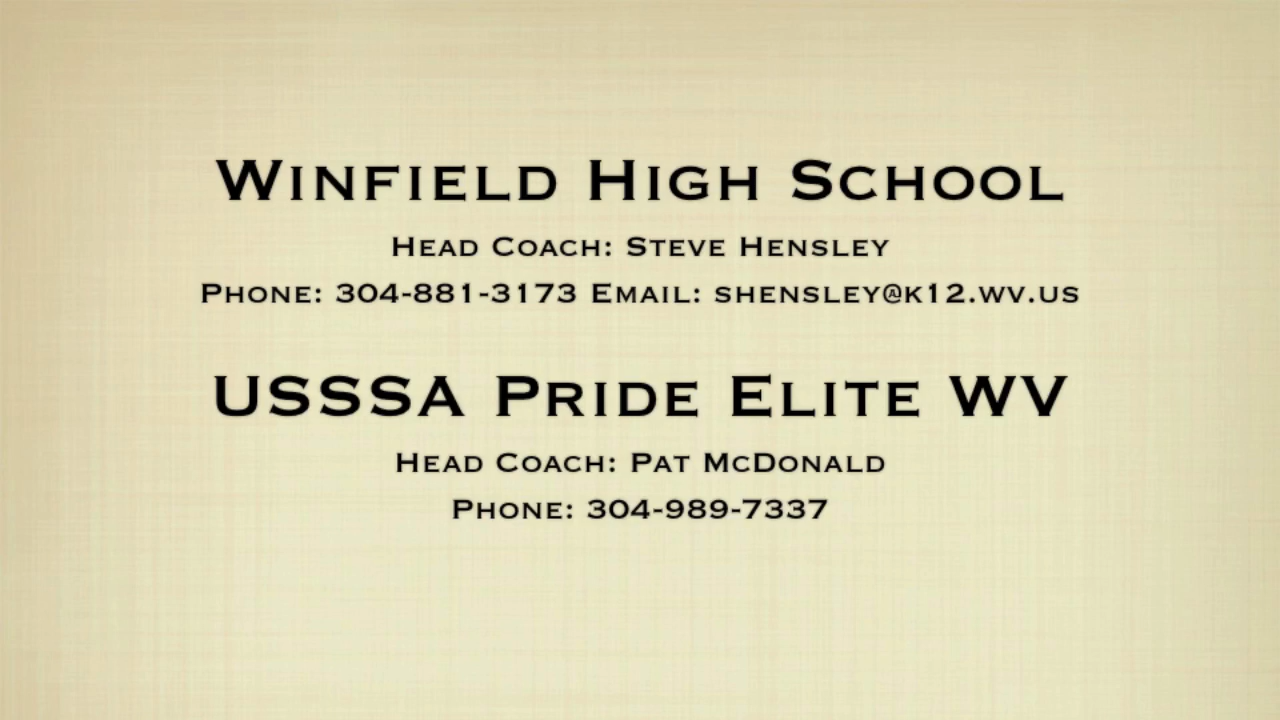 Winfield High School
Head Coach: Steve Hensley
Phone: 304-881-3173 Email: shensley@k12.wv.us
USSSA Pride Elite WV
Head Coach: Pat McDonald
Phone: 304-989-7337